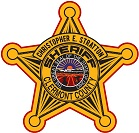 CHRISTOPHER E. STRATTON
SHERIFF
CLERMONT COUNTY